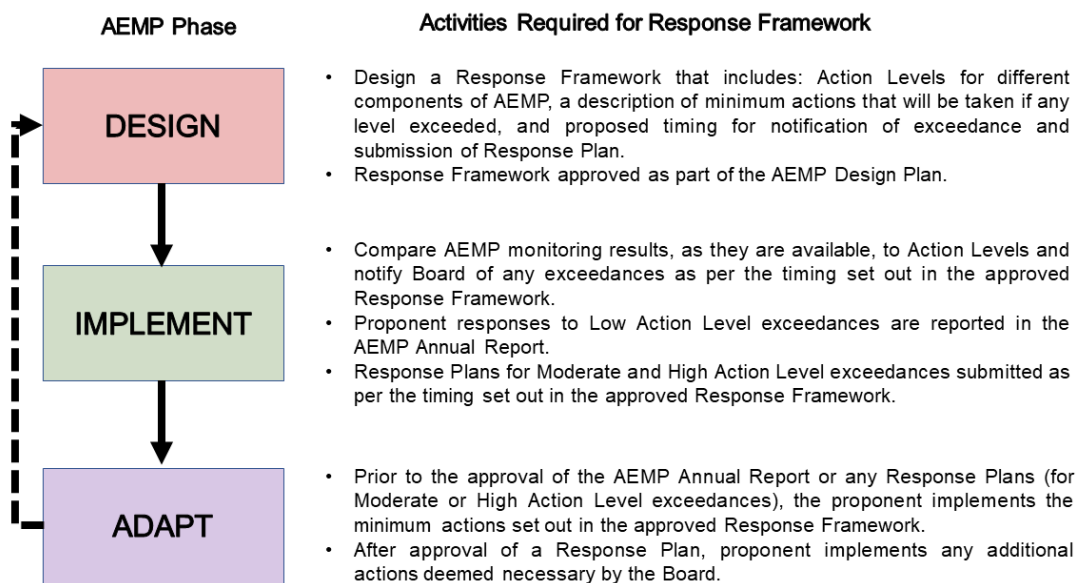 AEMP Phase
Activities Required for Response Framework
DESIGN
• Design a Response Framework that includes: Action Levels for different
components of AEMP, a description of minimum actions that will be taken if any
level exceeded, and proposed timing for notification of exceedance and
submission of Response Plan.
• Response Framework approved as part of the AEMP Design Plan.
IMPLEMENT
• Compare AEMP monitoring results, as they are available, to Action Levels and
notify Board of any exceedances as per the timing set out in the approved
Response Framework.
• Proponent responses to Low Action Level exceedances are reported in the
AEMP Annual Report.
• Response Plans for Moderate and High Action Level exceedances submitted as
per the timing set out in the approved Response Framework.
ADAPT
• Prior to the approval of the AEMP Annual Report or any Response Plans (for
Moderate or High Action Level exceedances), the proponent implements the
minimum actions set out in the approved Response Framework.
• After approval of a Response Plan, proponent implements any additional
actions deemed necessary by the Board.